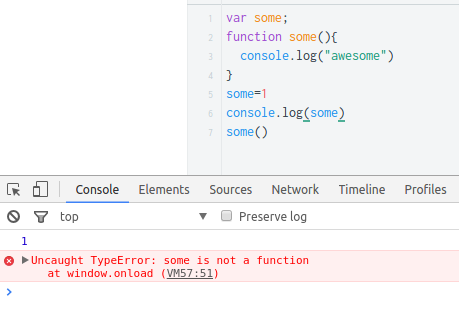 1 var some;
2 function some(){
3 console.log("awesome")
4 }
5 some=1
6 console.log(some)
7 some()
Console Elements Sources Network Timeline Profiles
top ▼ Preserve log
1
Uncaught TypeError: some is not a function
at window.onload (VM57:51)
>